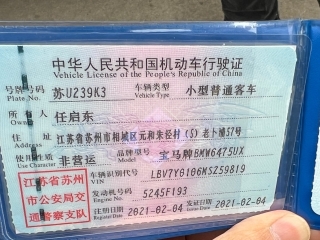 中华人民共和国机动车行驶证
Vehicle License of the People's Republic of China
号牌号码 苏U239K3 车辆类型 小型普通客车
Plate No. Vehicle Type
所有人 任启东
Owner
住址 江苏省苏州市相城区元和朱泾村(5)老卜埔57号
Address
使用性质 非营运 品牌型号 宝马牌BMW6475UX
Use Character Model
江苏省苏州市公安局交通警察支队
车辆识别代号 LBV7Y0106MSZ59819
VIN
发动机号码 5245F193
Engine No.
注册日期 2021-02-04 发证日期 2021-02-04
Register Date Issue Date